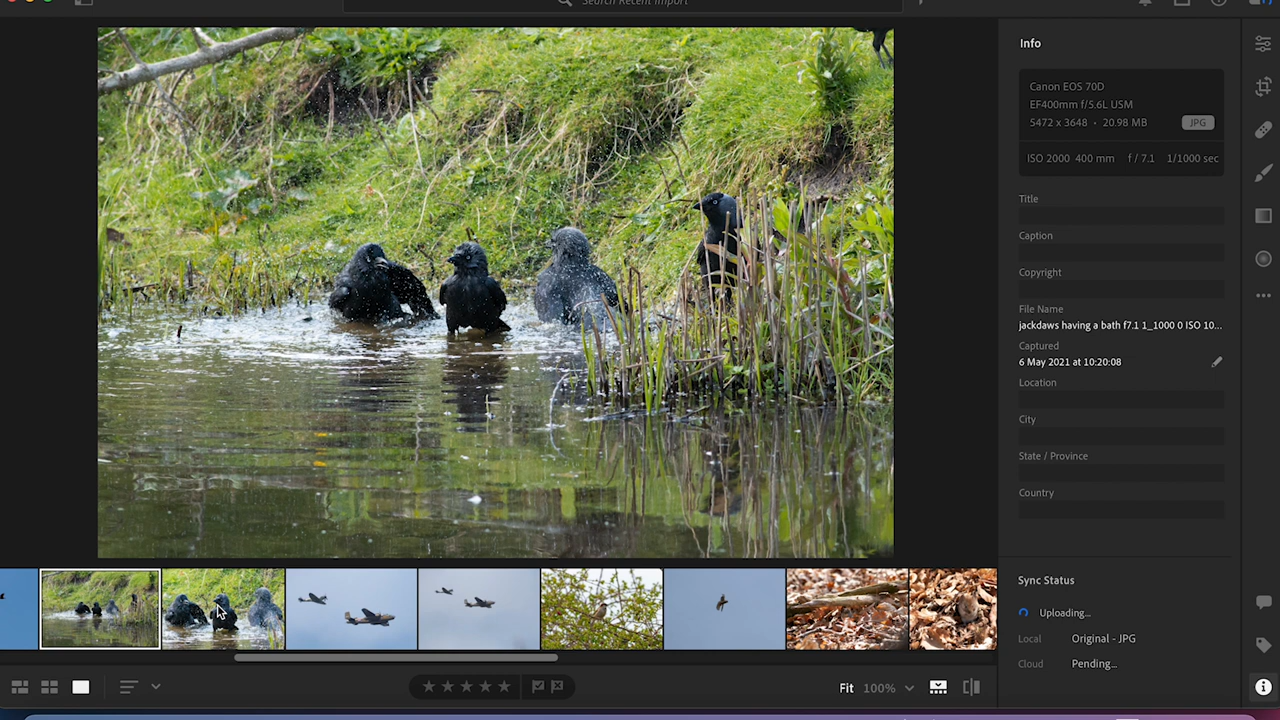 Search Recent Import
Info
Canon EOS 70D
EF400mm f/5.6L USM
5472 x 3648 • 20.98 MB JPG
ISO 2000 400 mm f / 7.1 1/1000 sec
Title
Caption
Copyright
File Name
jackdaws having a bath f7.1 1_1000 0 ISO 10...
Captured
6 May 2021 at 10:20:08
Location
City
State / Province
Country
Sync Status
Uploading...
Local Original - JPG
Cloud Pending...
Fit 100%